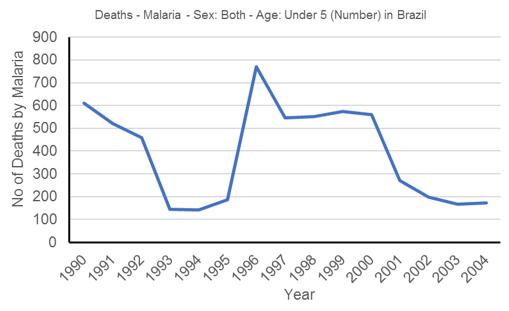 Deaths - Malaria - Sex: Both - Age: Under 5 (Number) in Brazil
No of Deaths by Malaria
900
800
700
600
500
400
300
200
100
0
1990 1991 1992 1993 1994 1995 1996 1997 1998 1999 2000 2001 2002 2003 2004
Year